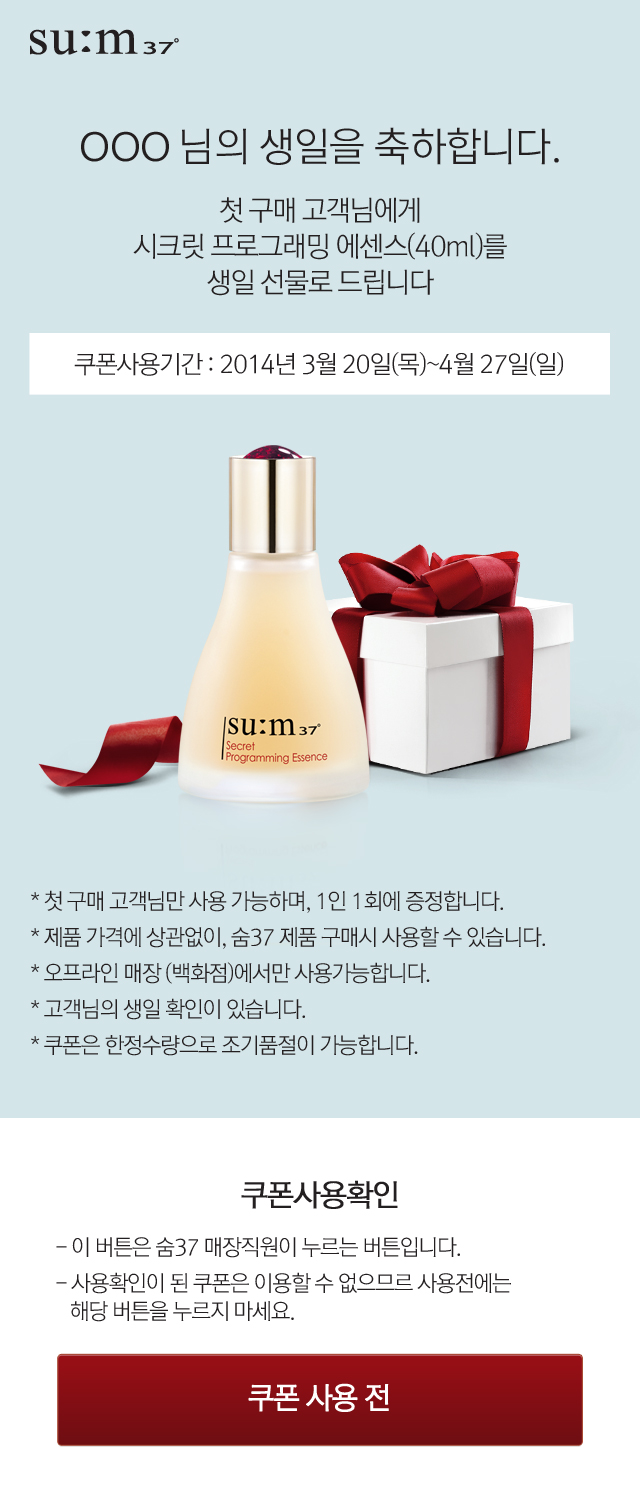 su:m 37°
OOO 님의 생일을 축하합니다.
첫 구매 고객님에게
시크릿 프로그래밍 에센스(40ml)를
생일 선물로 드립니다
쿠폰사용기간 : 2014년 3월 20일(목)~4월 27일(일)
su:m 37°
Secret
Programming Essence
* 첫 구매 고객님만 사용 가능하며, 1인 1회에 증정합니다.
* 제품 가격에 상관없이, 숨37 제품 구매시 사용할 수 있습니다.
* 오프라인 매장 (백화점)에서만 사용가능합니다.
* 고객님의 생일 확인이 있습니다.
* 쿠폰은 한정수량으로 조기품절이 가능합니다.
쿠폰사용확인
– 이 버튼은 숨37 매장직원이 누르는 버튼입니다.
– 사용확인이 된 쿠폰은 이용할 수 없으므르 사용전에는
해당 버튼을 누르지 마세요.
쿠폰 사용 전